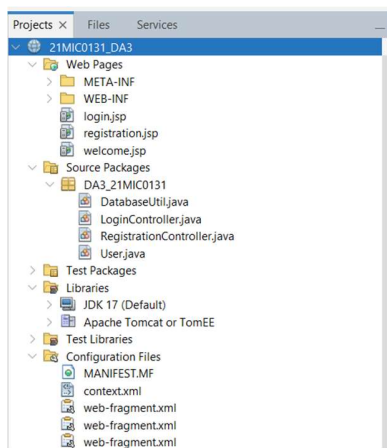 Projects × Files Services
21MIC0131_DA3
Web Pages
META-INF
WEB-INF
login.jsp
registration.jsp
welcome.jsp
Source Packages
DA3_21MIC0131
DatabaseUtil.java
LoginController.java
RegistrationController.java
User.java
Test Packages
Libraries
JDK 17 (Default)
Apache Tomcat or TomEE
Test Libraries
Configuration Files
MANIFEST.MF
context.xml
web-fragment.xml
web-fragment.xml
web-fragment.xml